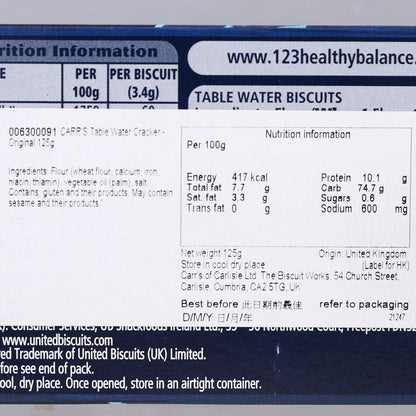 rition Information
www.123healthybalance.
E PER PER BISCUIT
100g (3.4g)
TABLE WATER BISCUITS
006300091 CARR'S Table Water Cracker -
Original 125g
Ingredients: Flour (wheat flour, calcium, iron,
niacin, thiamin), vegetable oil (palm), salt
Contains: gluten and their products. May contain
sesame and their products.
Nutrition information
Per 100g
Energy 417 kcal Protein 10.1 g
Total fat 7.7 g Carb 74.7 g
Sat. fat 3.3 g Sugars 0.6 g
Trans fat 0 g Sodium 600 mg
Net weight 125g Origin: United Kingdom
Store in cool dry place (Label for HK)
Carr's of Carlisle Ltd. The Biscuit Works, 54 Church Street,
Carlisle, Cumbria, CA2 5TG, UK
Best before 此日期前最佳 refer to packaging
D/M/Y 日/月/年 21247
www.unitedbiscuits.com
red Trademark of United Biscuits (UK) Limited.
efore see end of pack.
ool, dry place. Once opened, store in an airtight container.